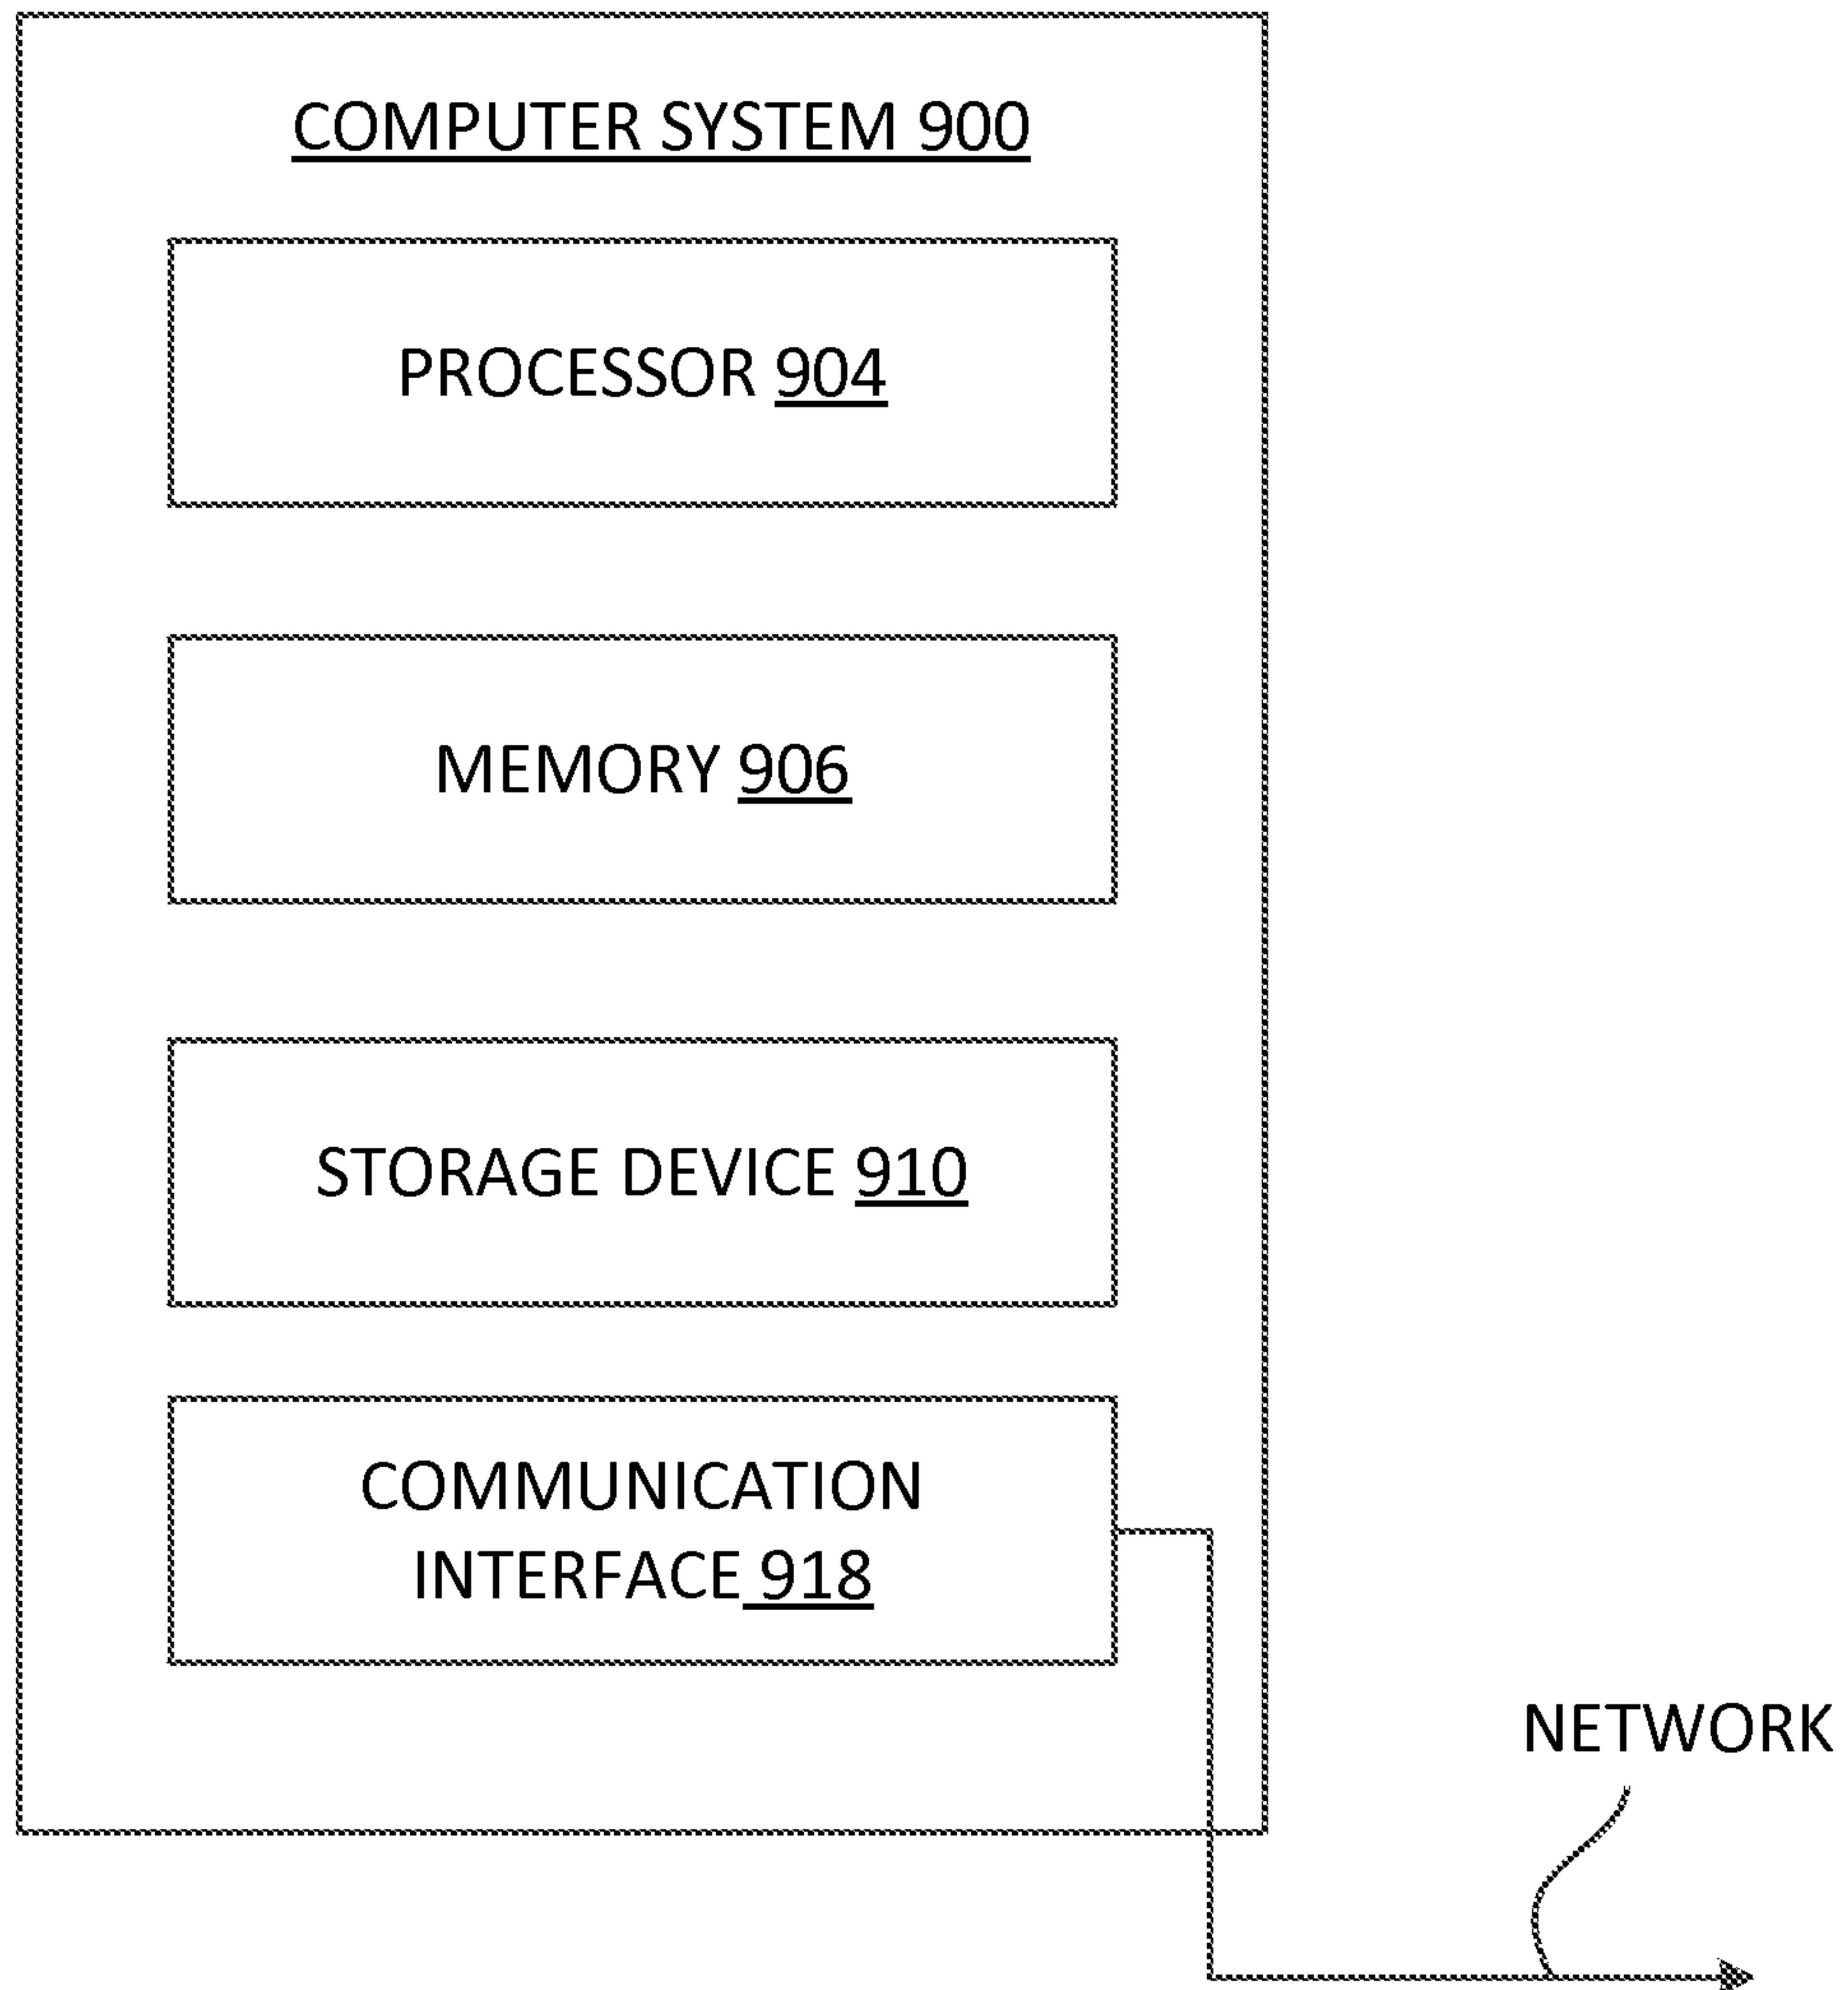 COMPUTER SYSTEM 900
PROCESSOR 904
MEMORY 906
STORAGE DEVICE 910
COMMUNICATION
INTERFACE 918
NETWORK